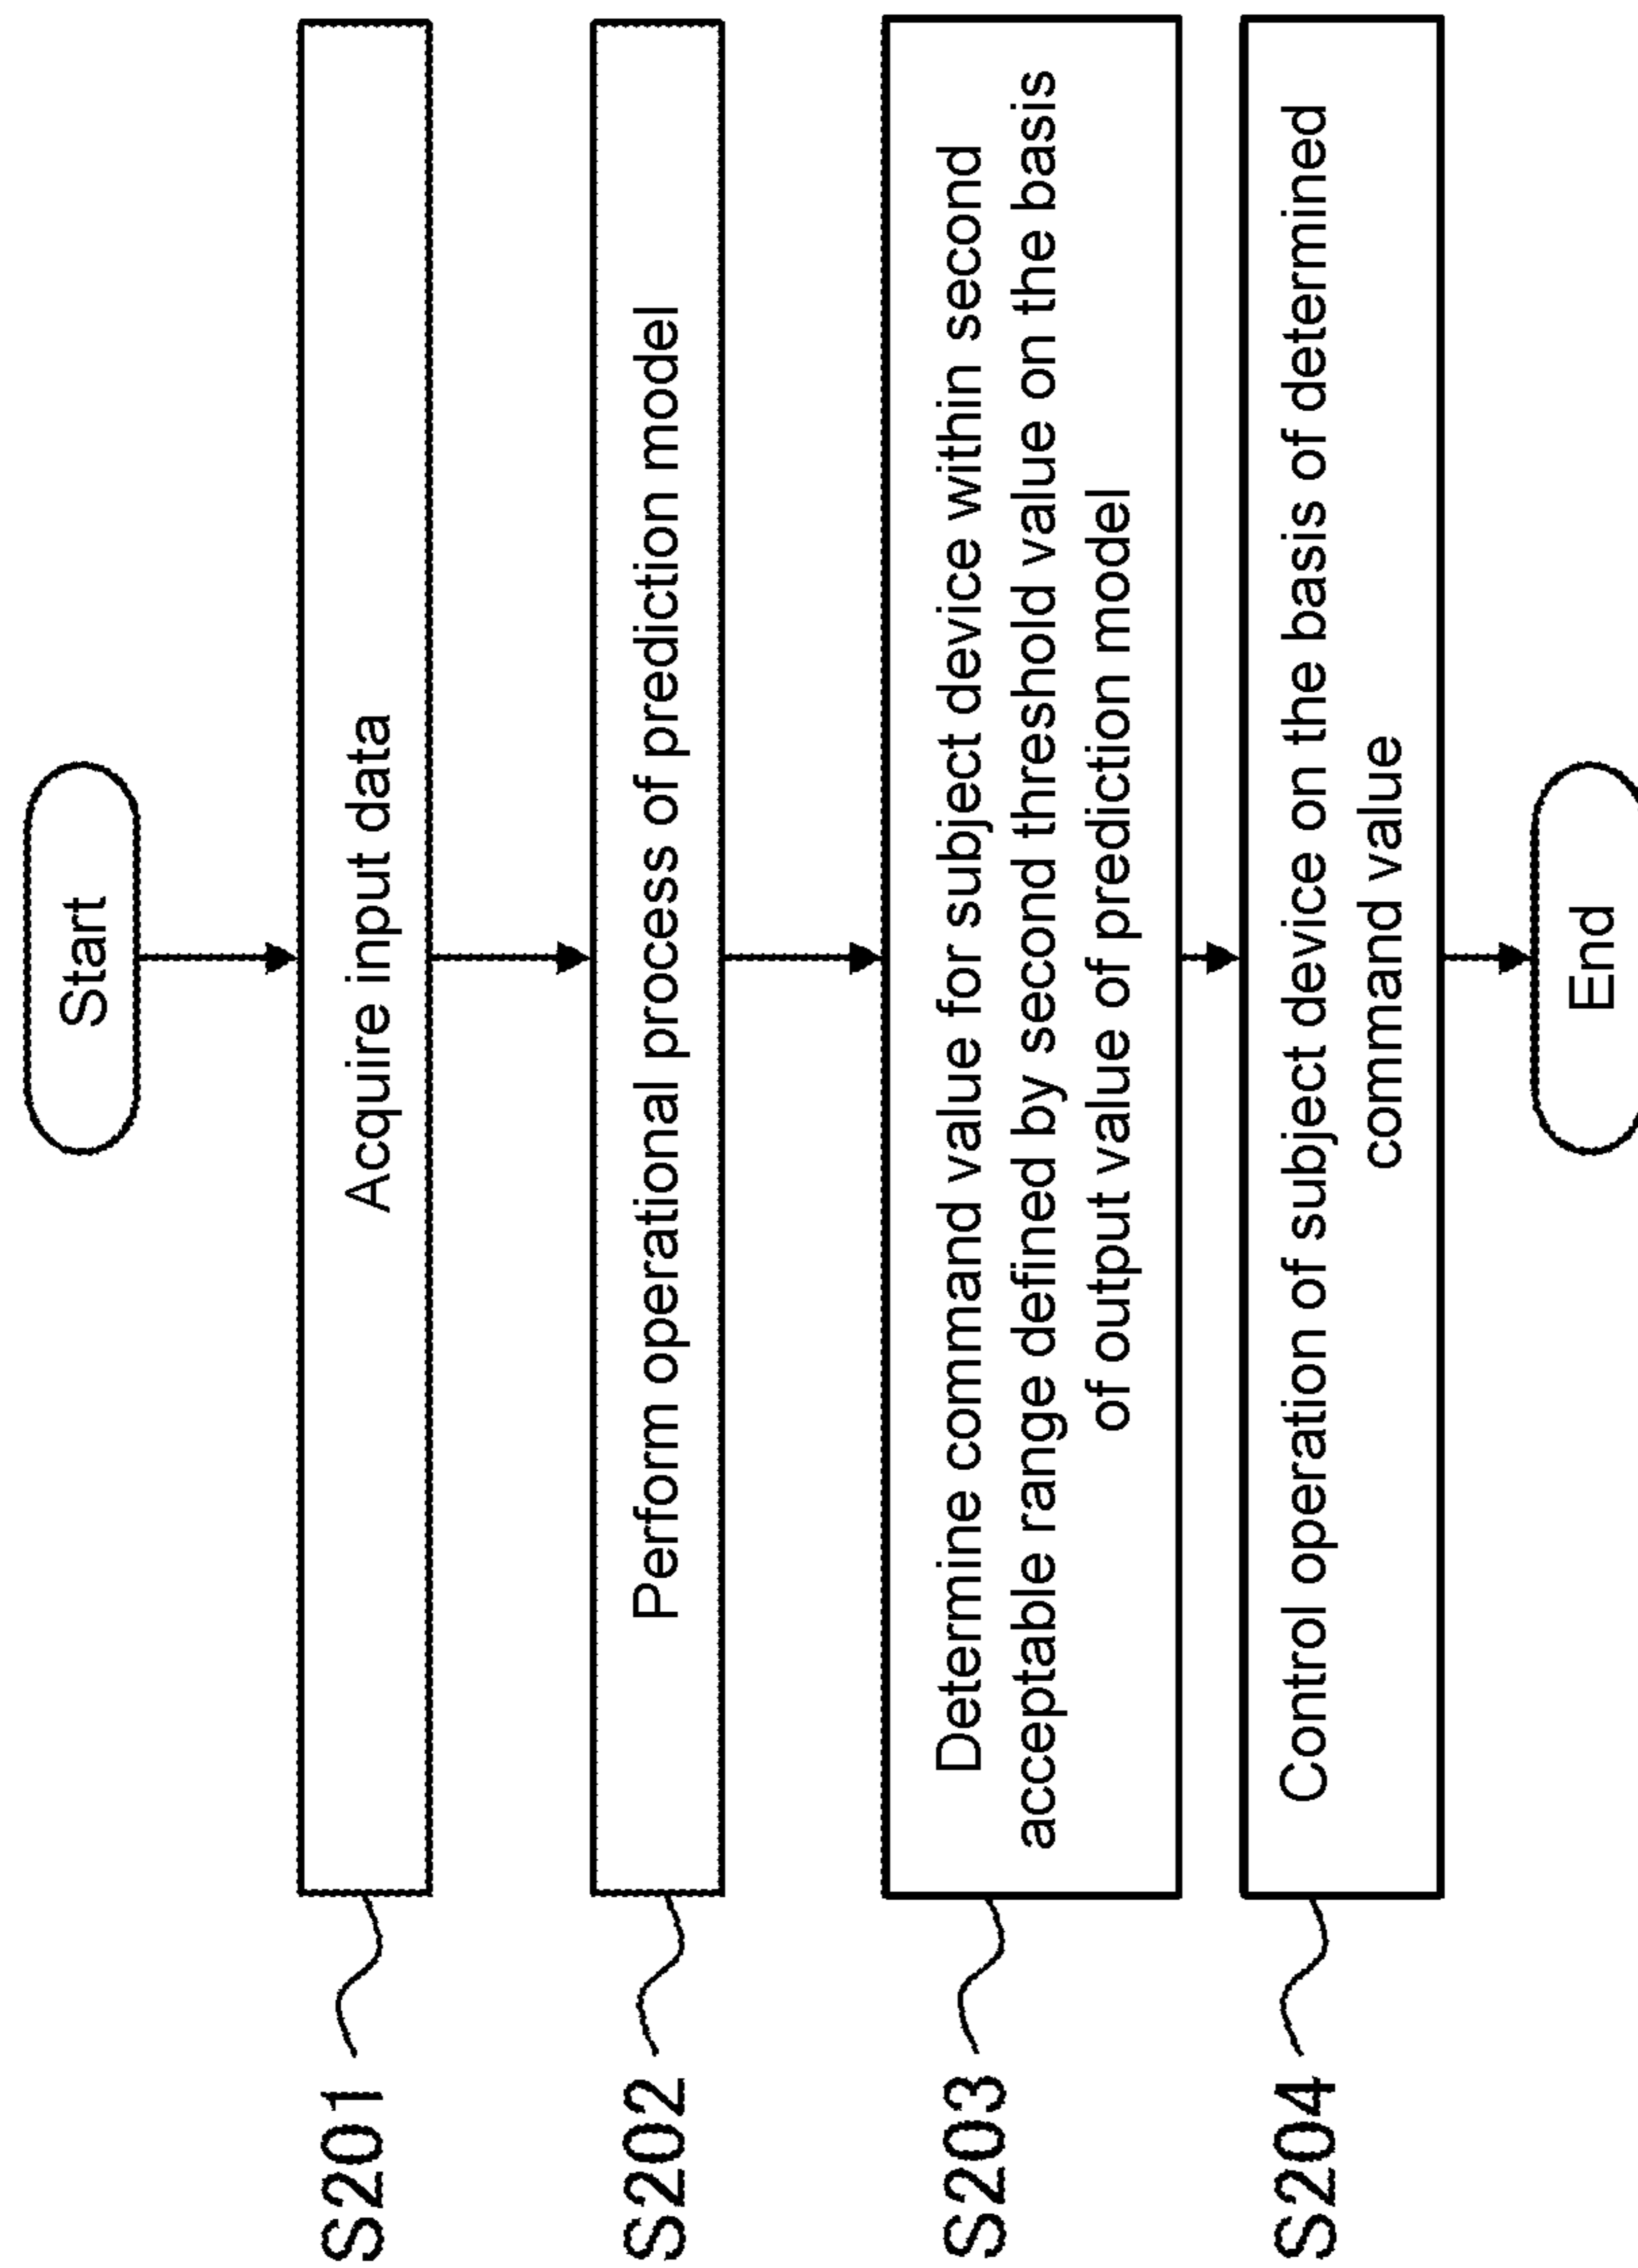 Start
S201
Acquire input data
S202
Perform operational process of prediction model
S203
Determine command value for subject device within second
acceptable range defined by second threshold value on the basis
of output value of prediction model
S204
Control operation of subject device on the basis of determined
command value
End